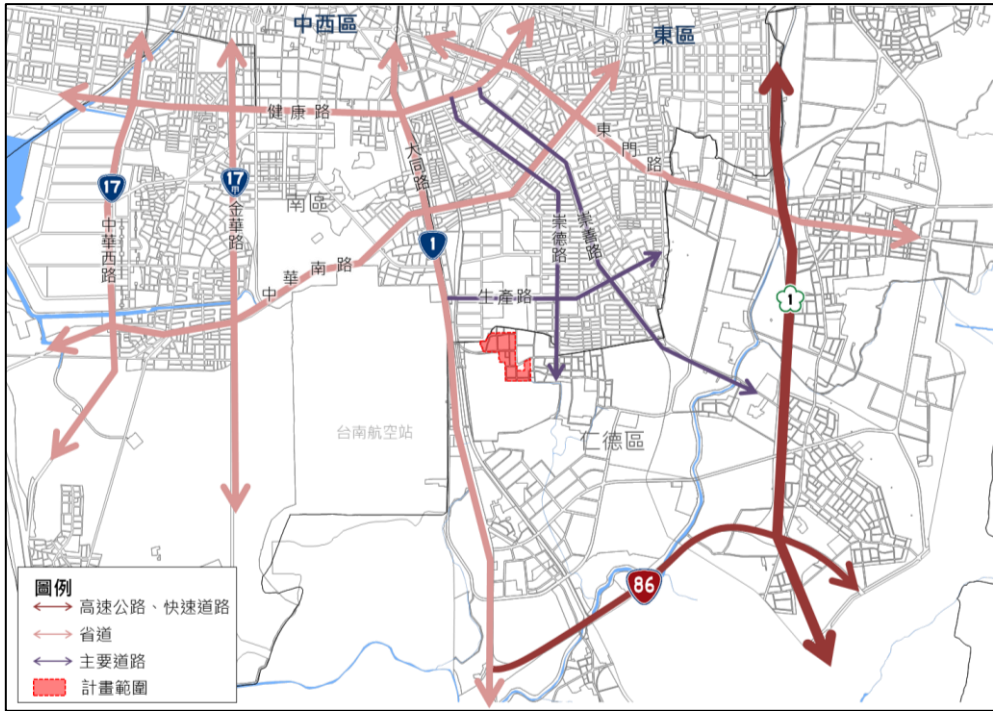 中西區
東區
健康路
東門路
大同路
17
17
甲
南區
金華路
中華西路
1
崇德路
崇善路
中華南路
生產路
1
台南航空站
仁德區
86
圖例
高速公路、快速道路
省道
主要道路
計畫範圍